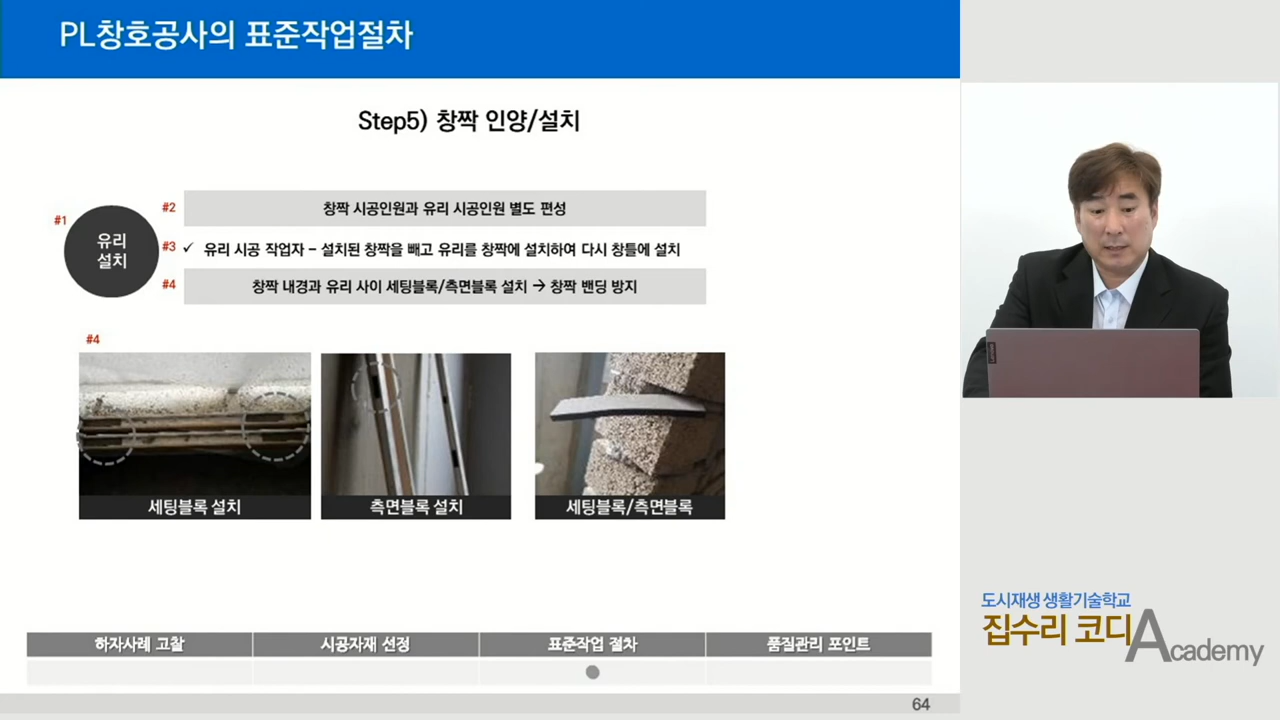 PL창호공사의 표준작업절차
Step5) 창짝 인양/설치
#1
유리
설치
#2
창짝 시공인원과 유리 시공인원 별도 편성
#3
✓ 유리 시공 작업자 – 설치된 창짝을 빼고 유리를 창짝에 설치하여 다시 창틀에 설치
#4
창짝 내경과 유리 사이 세팅블록/측면블록 설치 → 창짝 밴딩 방지
#4
세팅블록 설치
측면블록 설치
세팅블록/측면블록
하자사례 고찰
시공자재 선정
표준작업 절차
품질관리 포인트
64
도시재생 생활기술학교
집수리 코디 Academy